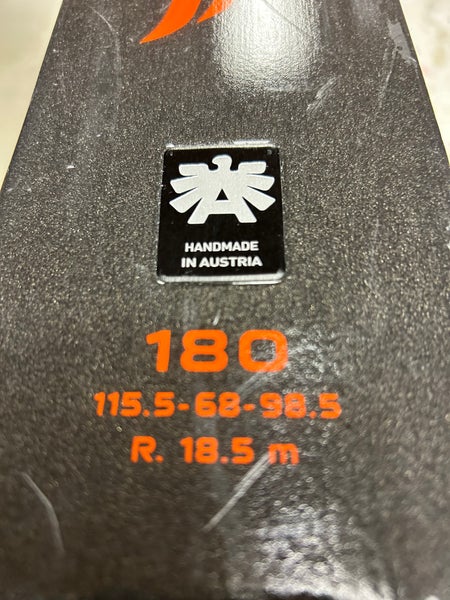 A
HANDMADE
IN AUSTRIA
180
115.5-68-98.5
R. 18.5 m